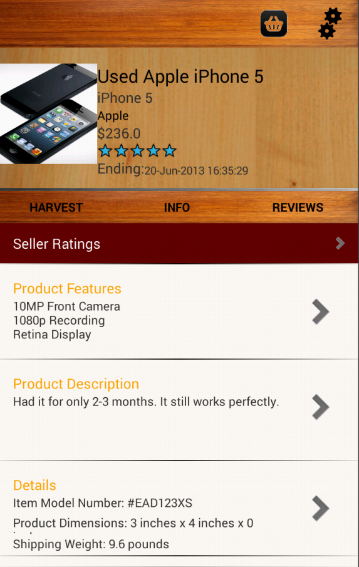 Used Apple iPhone 5
iPhone 5
Apple
$236.0
Ending:20-Jun-2013 16:35:29
HARVEST INFO REVIEWS
Seller Ratings
Product Features
10MP Front Camera
1080p Recording
Retina Display
Product Description
Had it for only 2-3 months. It still works perfectly.
Details
Item Model Number: #EAD123XS
Product Dimensions: 3 inches x 4 inches x 0
Shipping Weight: 9.6 pounds